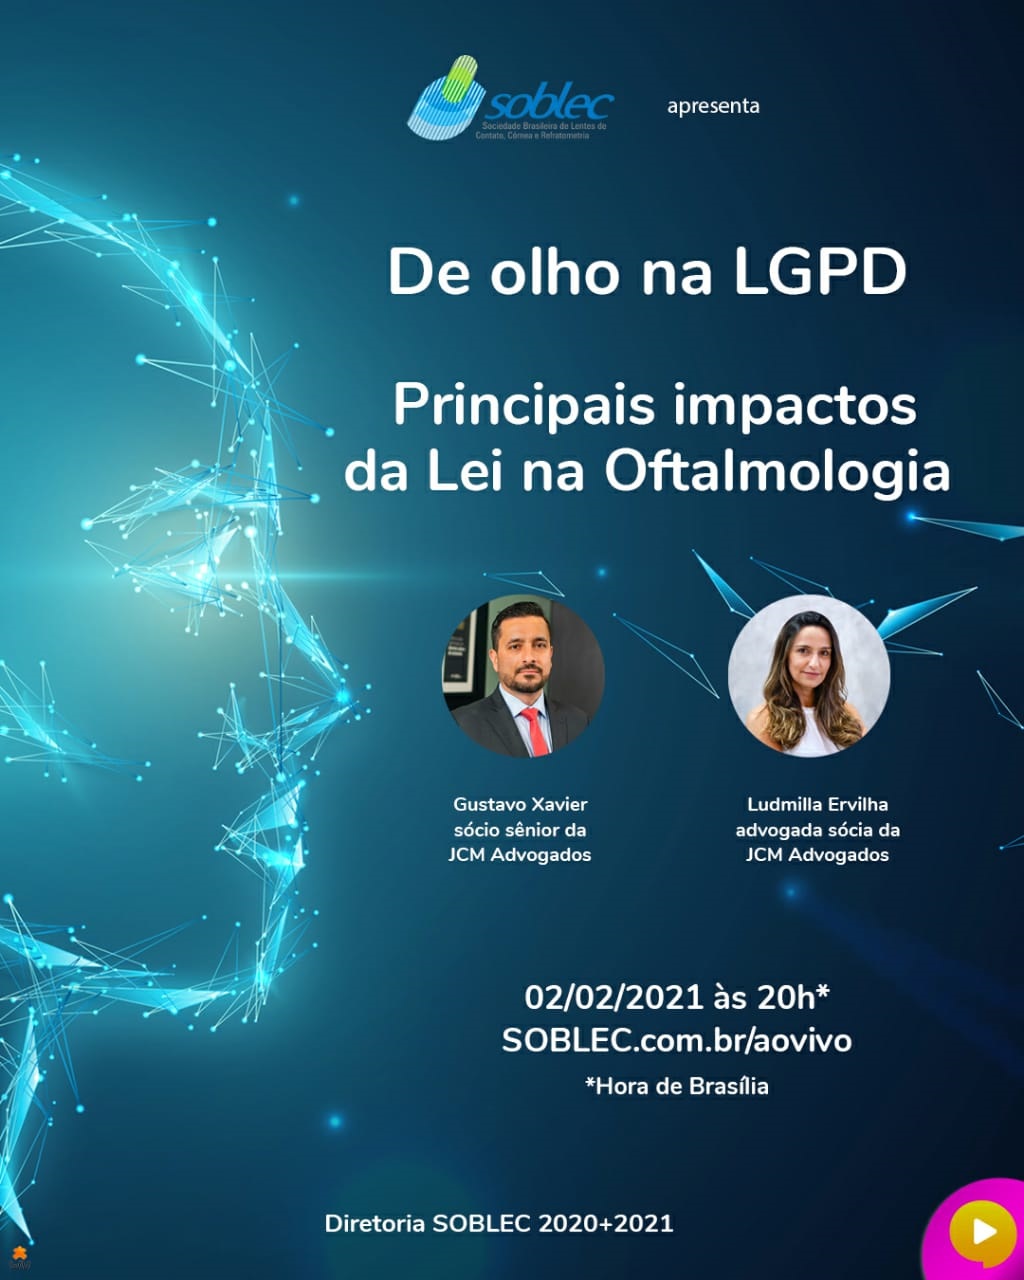 soblec
Sociedade Brasileira de Lentes de
Contato, Córnea e Refratometria
apresenta
De olho na LGPD
Principais impactos
da Lei na Oftalmologia
Gustavo Xavier
sócio sênior da
JCM Advogados
Ludmilla Ervilha
advogada sócia da
JCM Advogados
02/02/2021 às 20h*
SOBLEC.com.br/aovivo
*Hora de Brasília
Diretoria SOBLEC 2020+2021